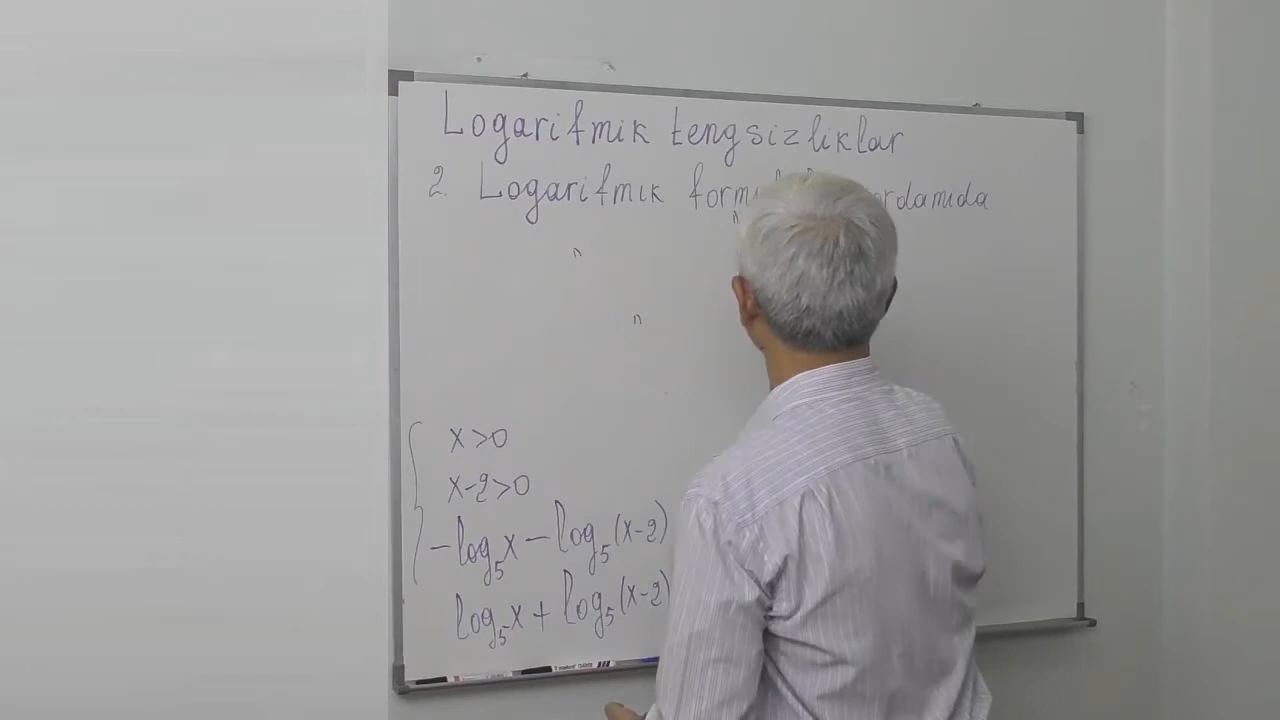 Logarifmik tengsizliklar
2. Logarifmik
n
n
n
x>0
x-2>0
-log₅x - log₅(x-2)
log₅x + log₅(x-2)